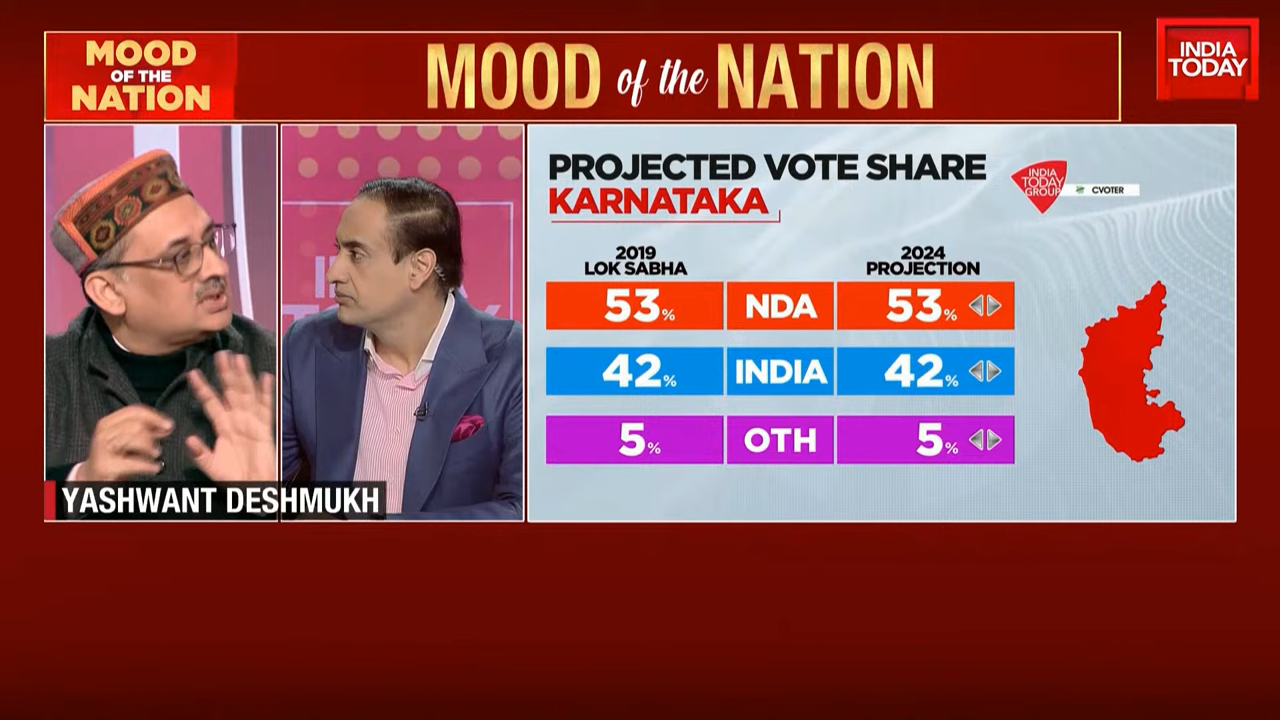 MOOD
OF THE
NATION
MOOD of the NATION
INDIA
TODAY
PROJECTED VOTE SHARE
KARNATAKA
INDIA
TODAY
GROUP
CVOTER
2019
LOK SABHA
2024
PROJECTION
53% NDA 53%
42% INDIA 42%
5% OTH 5%
YASHWANT DESHMUKH